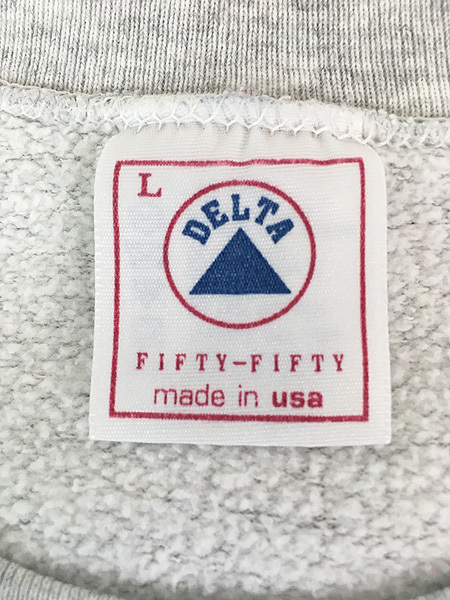 L
DELTA
FIFTY-FIFTY
made in usa